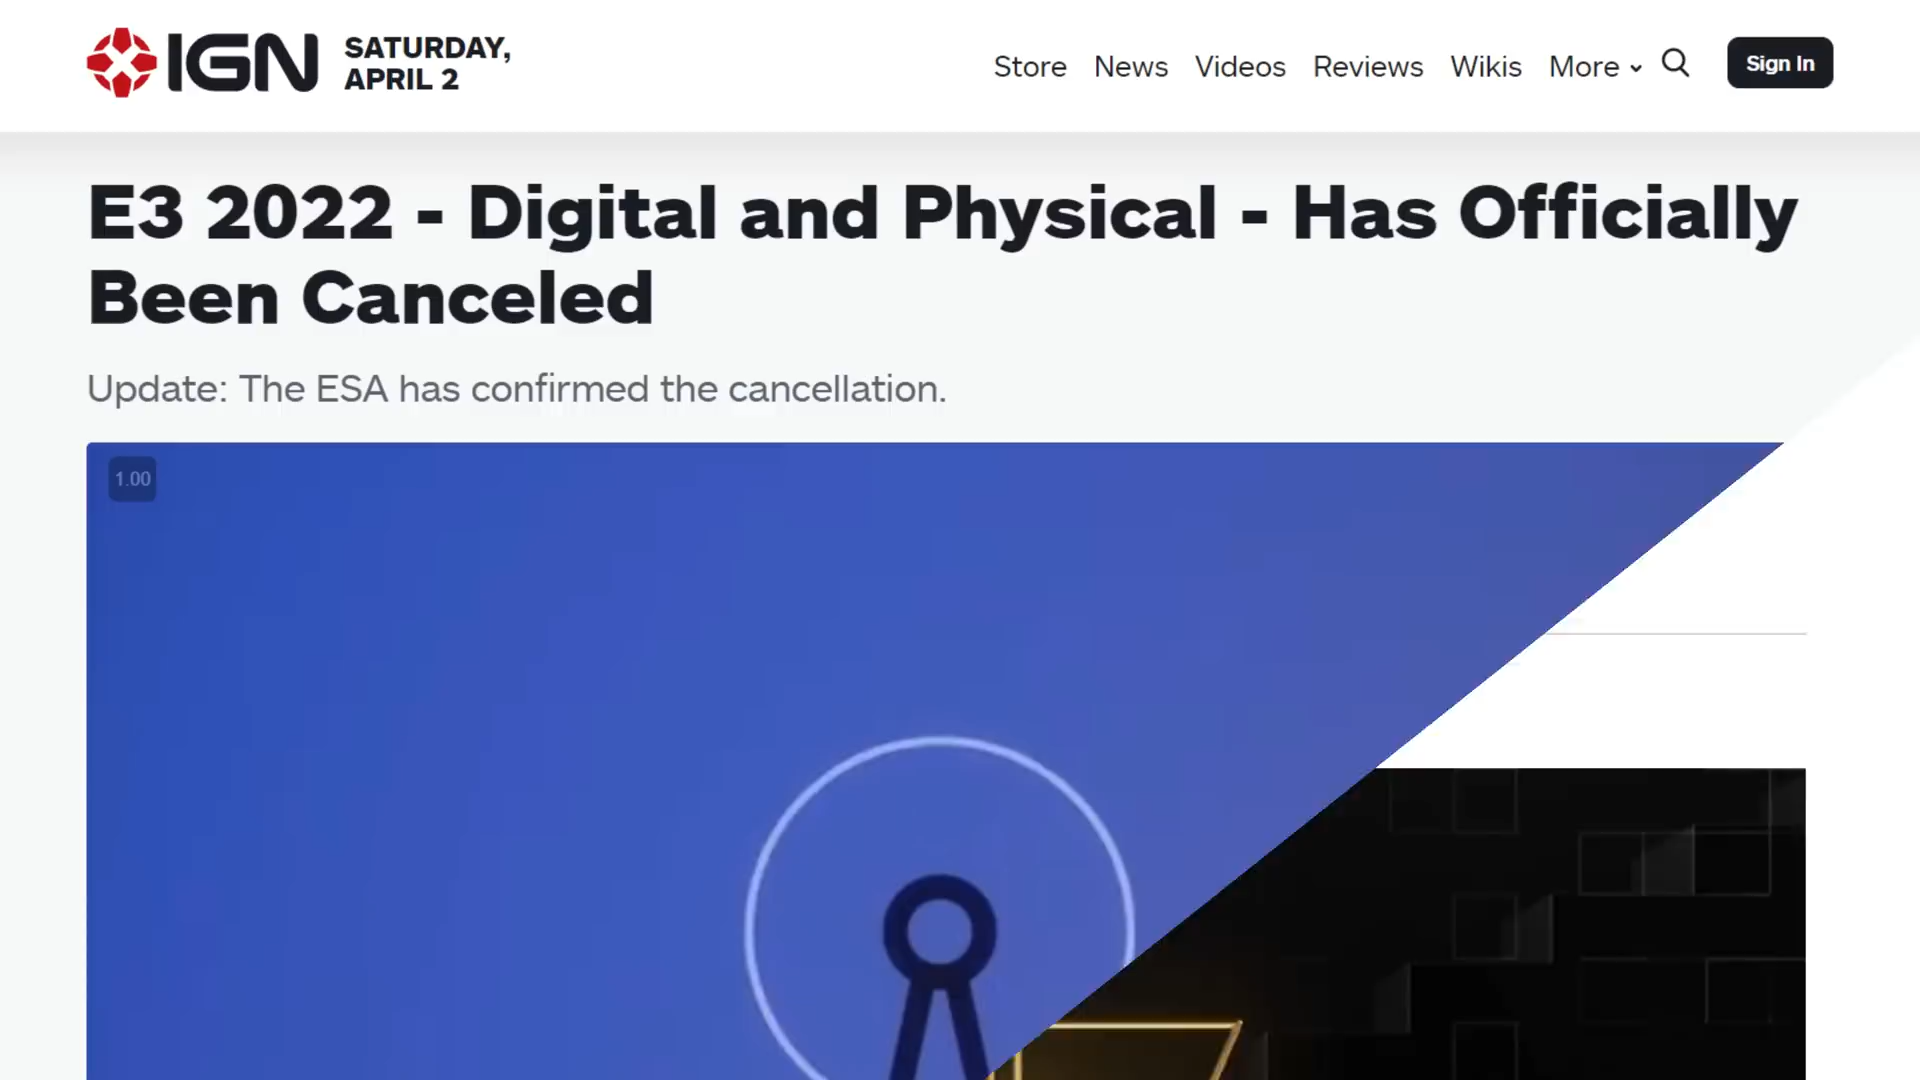 IGN
SATURDAY,
APRIL 2
Store News Videos Reviews Wikis More Sign In
E3 2022 - Digital and Physical - Has Officially
Been Canceled
Update: The ESA has confirmed the cancellation.
1.00